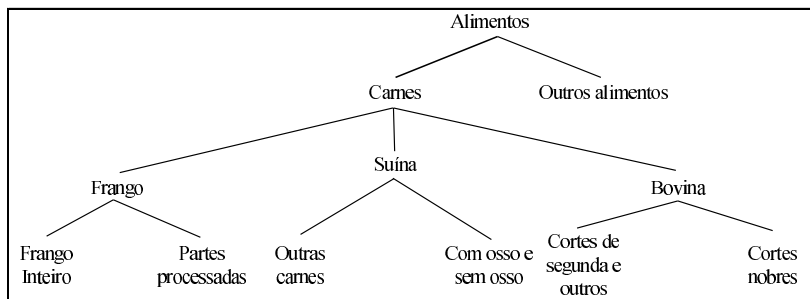 Alimentos
Carnes
Outros alimentos
Frango
Suína
Bovina
Frango
Inteiro
Partes
processadas
Outras
carnes
Com osso e
sem osso
Cortes de
segunda e
outros
Cortes
nobres